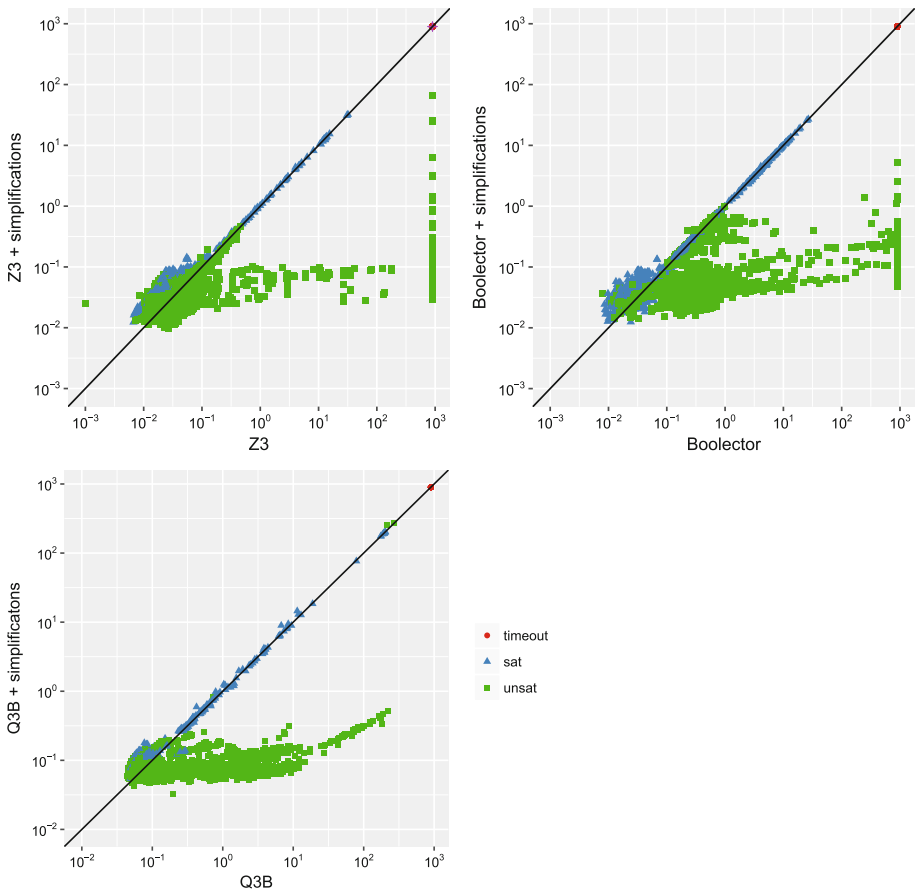 10³
10²
10¹
10⁰
10⁻¹
10⁻²
10⁻³
Z3 + simplifications
10⁻³ 10⁻² 10⁻¹ 10⁰ 10¹ 10² 10³
Z3
10³
10²
10¹
10⁰
10⁻¹
10⁻²
10⁻³
Boolector + simplifications
10⁻³ 10⁻² 10⁻¹ 10⁰ 10¹ 10² 10³
Boolector
10³
10²
10¹
10⁰
10⁻¹
10⁻²
Q3B + simplificatons
10⁻² 10⁻¹ 10⁰ 10¹ 10² 10³
Q3B
timeout
sat
unsat